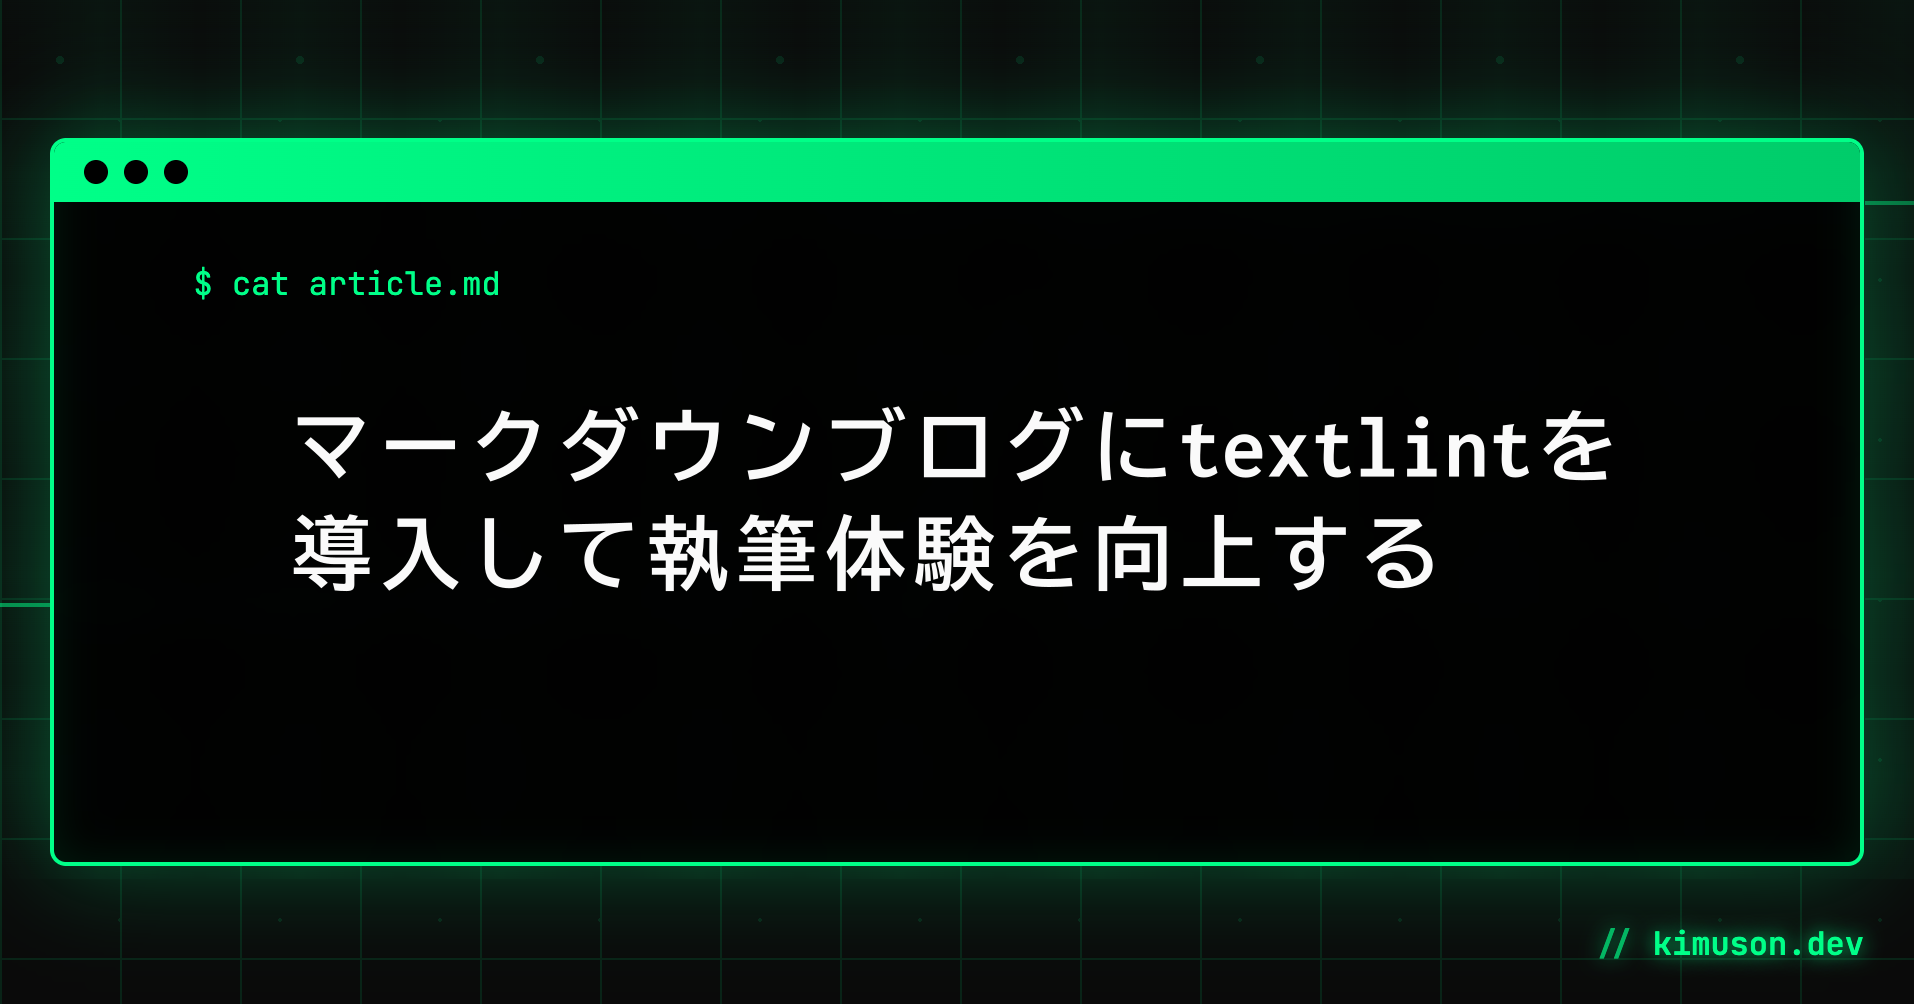 $ cat article.md
マークダウンブログにtextlintを
導入して執筆体験を向上する
// kimuson.dev